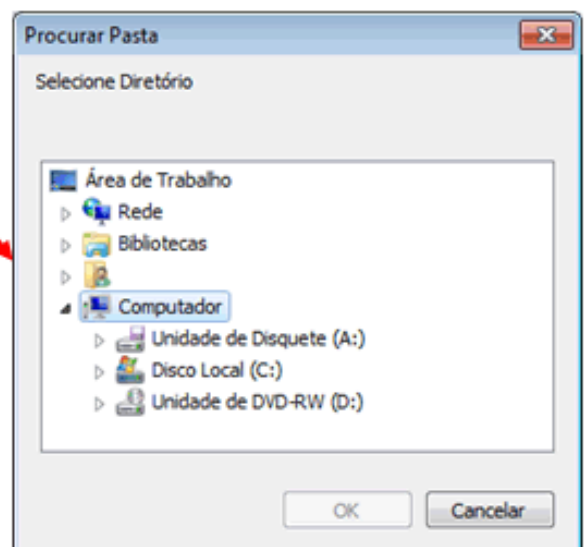 Procurar Pasta
Selecione Diretório
Área de Trabalho
Rede
Bibliotecas
Computador
Unidade de Disquete (A:)
Disco Local (C:)
Unidade de DVD-RW (D:)
OK Cancelar